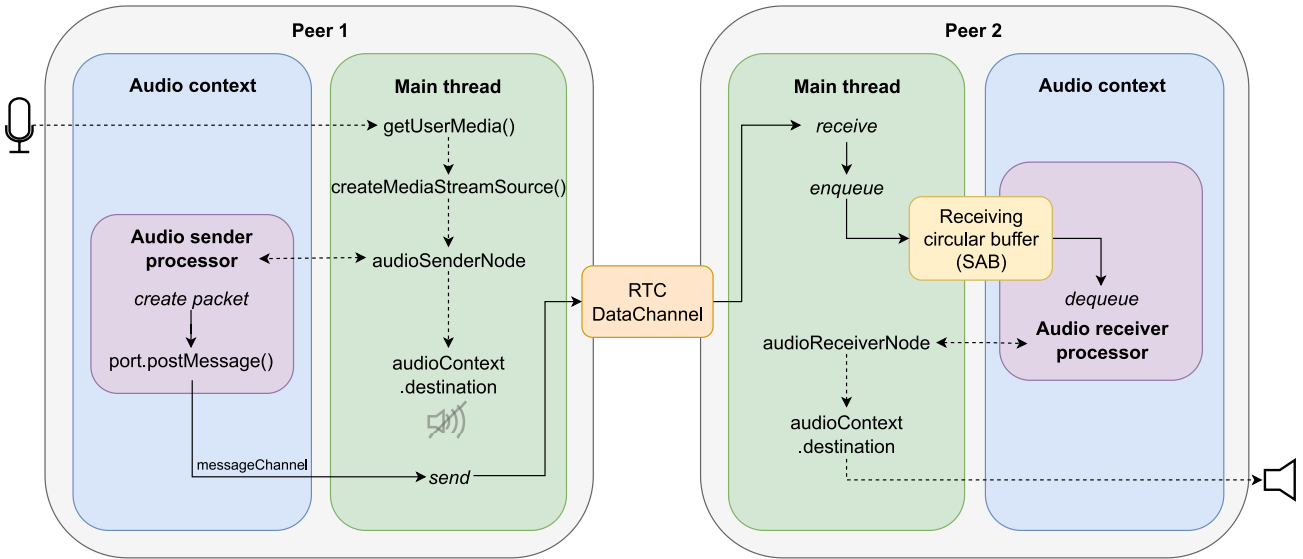 Peer 1
Audio context
Main thread
getUserMedia()
createMediaStreamSource()
Audio sender
processor
audioSenderNode
create packet
port.postMessage()
audioContext
.destination
messageChannel
send
RTC
DataChannel
Peer 2
Main thread
Audio context
receive
enqueue
Receiving
circular buffer
(SAB)
dequeue
Audio receiver
processor
audioReceiverNode
audioContext
.destination